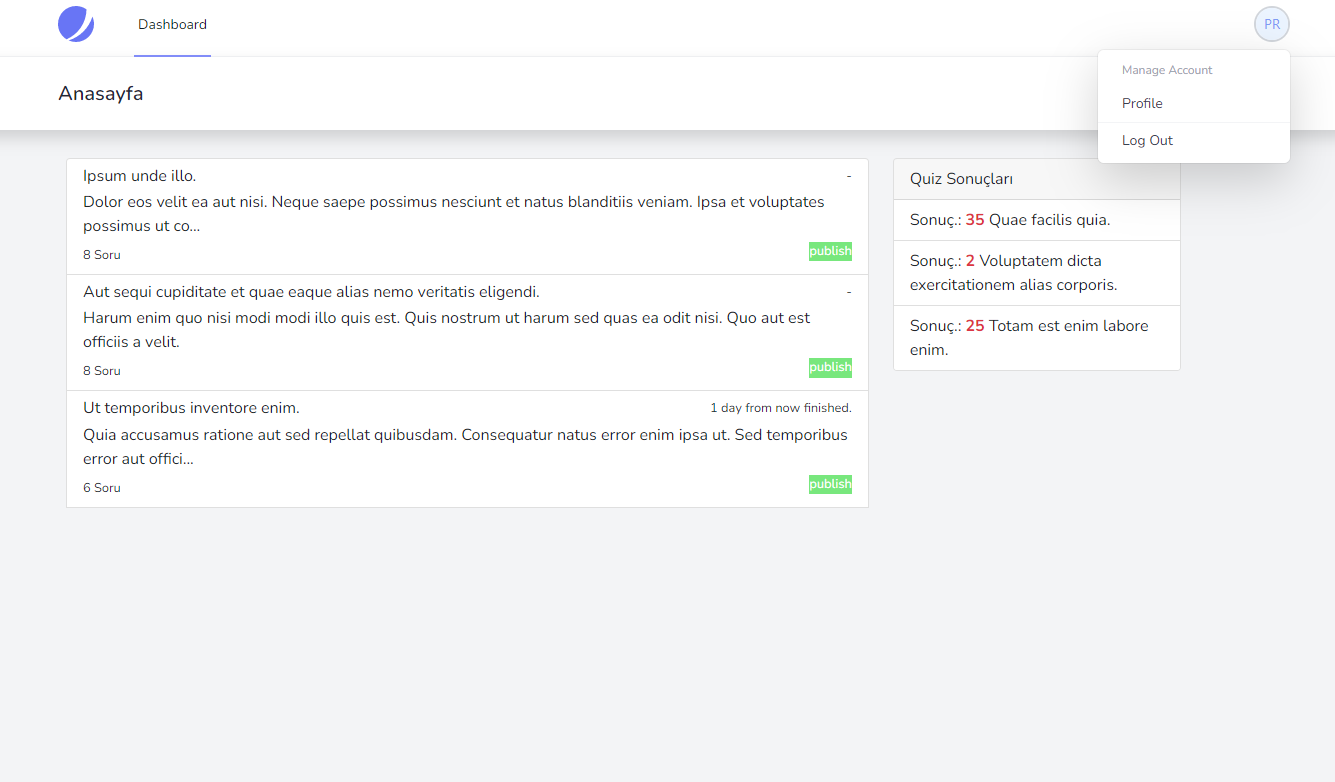 Dashboard
PR
Manage Account
Profile
Log Out
Anasayfa
Ipsum unde illo.
-
Dolor eos velit ea aut nisi. Neque saepe possimus nesciunt et natus blanditiis veniam. Ipsa et voluptates
possimus ut co...
8 Soru
publish
Aut sequi cupiditate et quae eaque alias nemo veritatis eligendi.
-
Harum enim quo nisi modi modi illo quis est. Quis nostrum ut harum sed quas ea odit nisi. Quo aut est
officiis a velit.
8 Soru
publish
Ut temporibus inventore enim.
1 day from now finished.
Quia accusamus ratione aut sed repellat quibusdam. Consequatur natus error enim ipsa ut. Sed temporibus
error aut offici...
6 Soru
publish
Quiz Sonuçları
Sonuç.: 35 Quae facilis quia.
Sonuç.: 2 Voluptatem dicta
exercitationem alias corporis.
Sonuç.: 25 Totam est enim labore
enim.